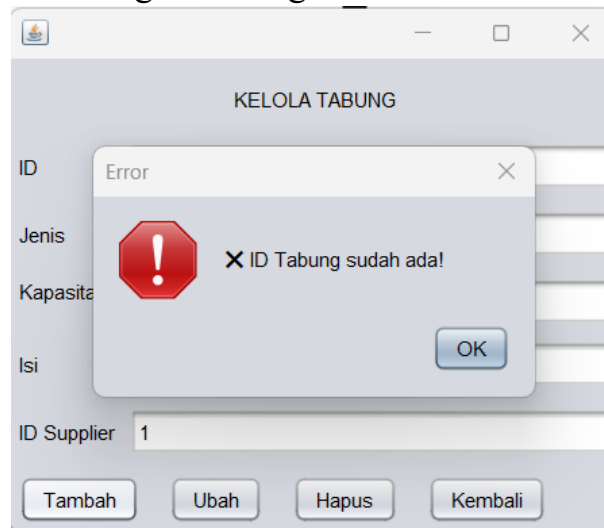 KELOLA TABUNG
ID
Error
Jenis
❌ ID Tabung sudah ada!
Kapasita
OK
Isi
ID Supplier 1
Tambah Ubah Hapus Kembali